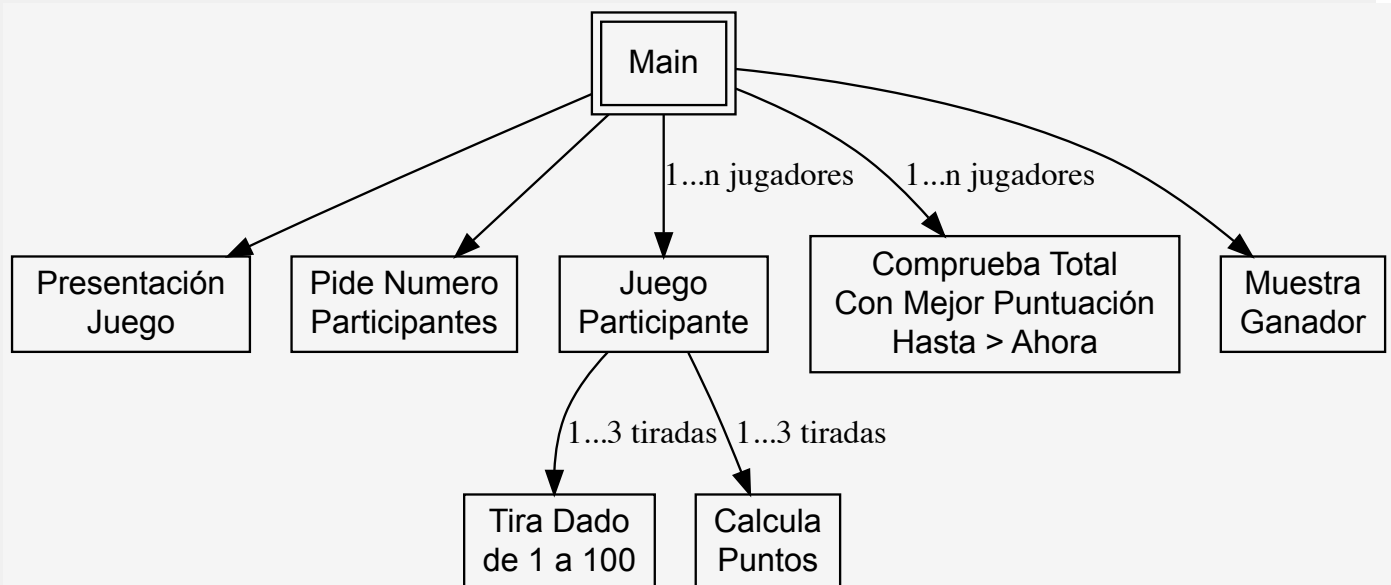 Main
1...n jugadores
1...n jugadores
Presentación
Juego
Pide Numero
Participantes
Juego
Participante
Comprueba Total
Con Mejor Puntuación
Hasta > Ahora
Muestra
Ganador
1...3 tiradas
1...3 tiradas
Tira Dado
de 1 a 100
Calcula
Puntos